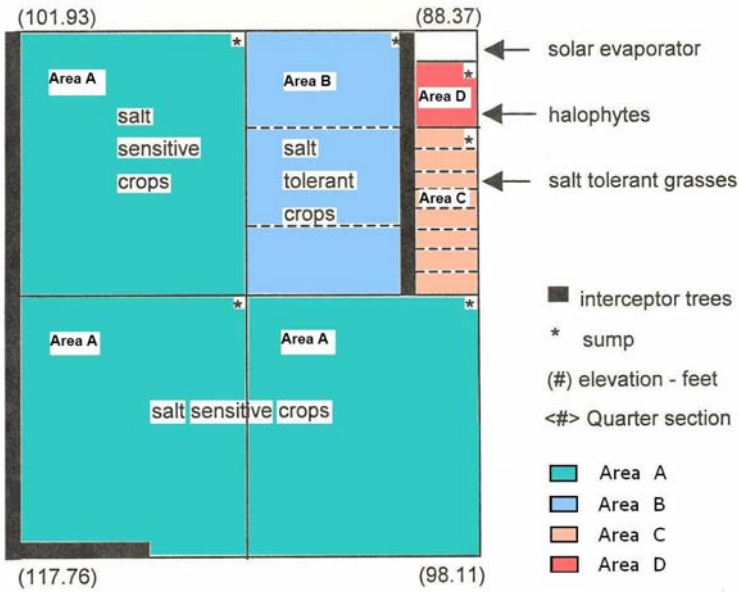 (101.93)
(88.37)
solar evaporator
Area A
Area B
Area D
halophytes
salt
sensitive
crops
salt
tolerant
crops
salt tolerant grasses
Area C
interceptor trees
* sump
(#) elevation - feet
<#> Quarter section
Area A
Area A
salt sensitive crops
Area A
Area B
Area C
Area D
(117.76)
(98.11)